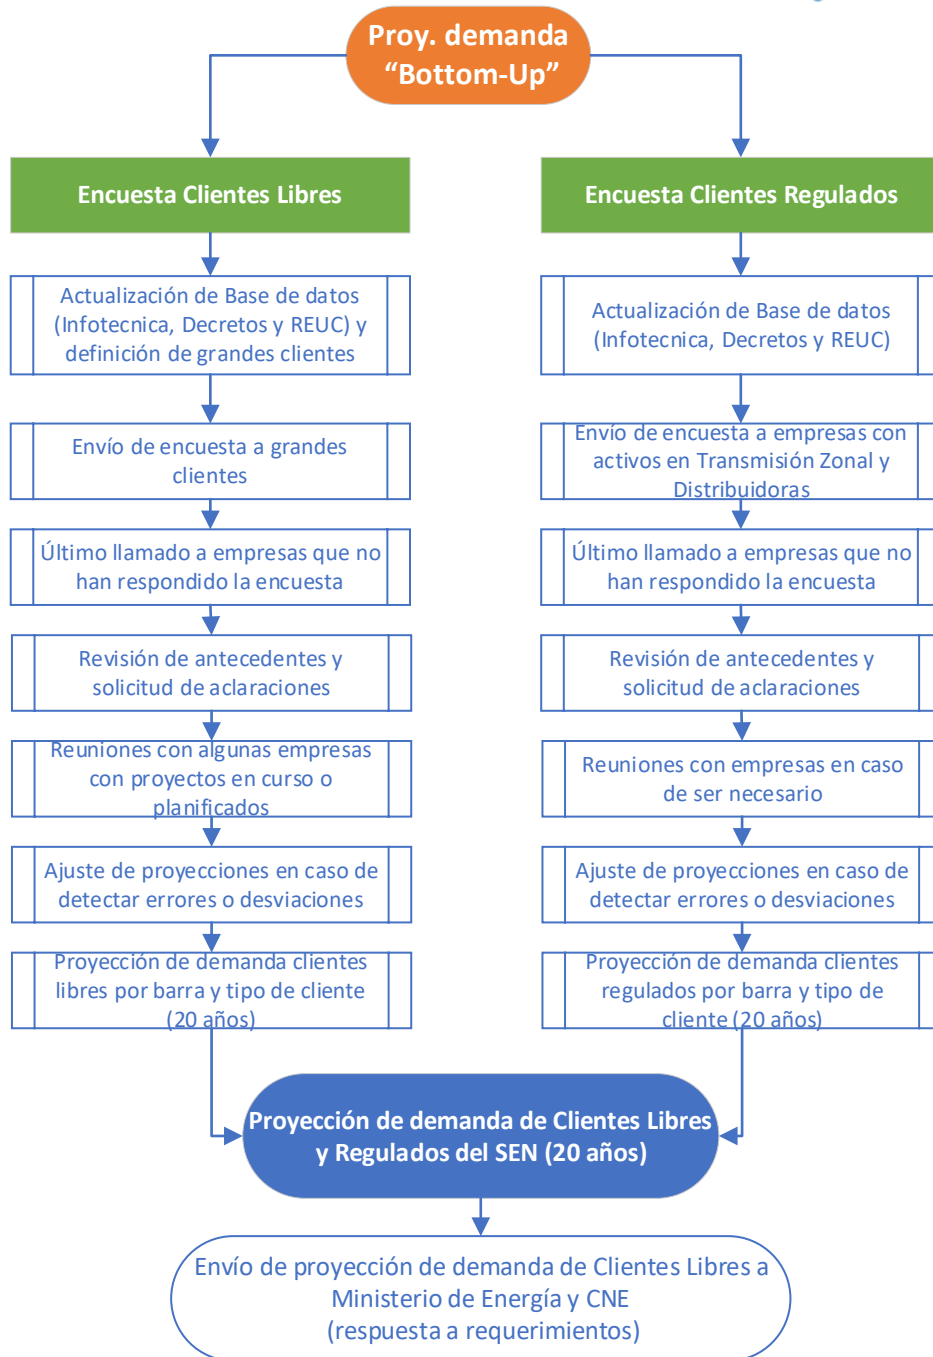 Proy. demanda
“Bottom-Up”
Encuesta Clientes Libres
Actualización de Base de datos
(Infotecnica, Decretos y REUC) y
definición de grandes clientes
Envío de encuesta a grandes
clientes
Último llamado a empresas que no
han respondido la encuesta
Revisión de antecedentes y
solicitud de aclaraciones
Reuniones con algunas empresas
con proyectos en curso o
planificados
Ajuste de proyecciones en caso de
detectar errores o desviaciones
Proyección de demanda clientes
libres por barra y tipo de cliente
(20 años)
Encuesta Clientes Regulados
Actualización de Base de datos
(Infotecnica, Decretos y REUC)
Envío de encuesta a empresas con
activos en Transmisión Zonal y
Distribuidoras
Último llamado a empresas que no
han respondido la encuesta
Revisión de antecedentes y
solicitud de aclaraciones
Reuniones con empresas en caso
de ser necesario
Ajuste de proyecciones en caso de
detectar errores o desviaciones
Proyección de demanda clientes
regulados por barra y tipo de
cliente (20 años)
Proyección de demanda de Clientes Libres
y Regulados del SEN (20 años)
Envío de proyección de demanda de Clientes Libres a
Ministerio de Energía y CNE
(respuesta a requerimientos)